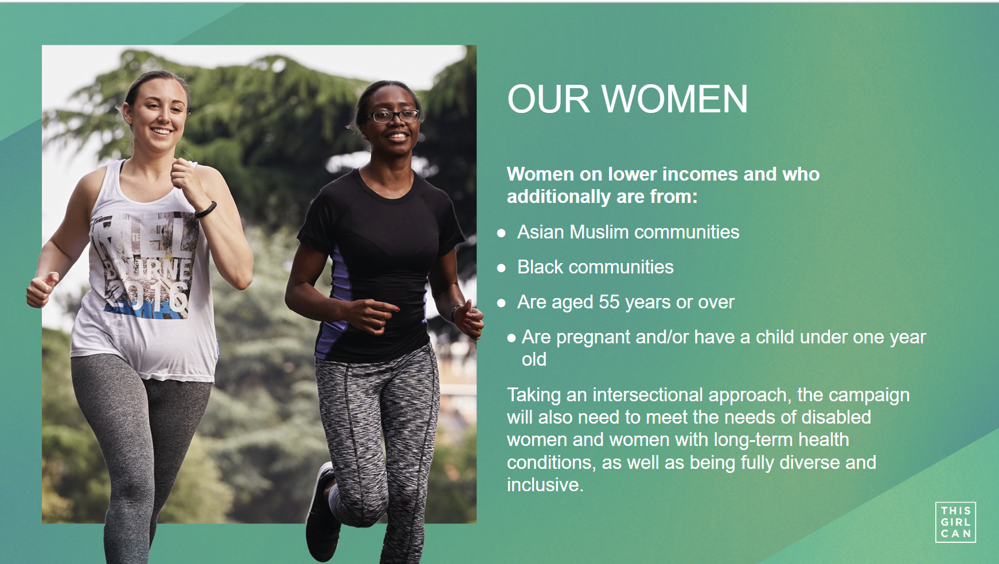 OUR WOMEN
Women on lower incomes and who
additionally are from:
● Asian Muslim communities
● Black communities
● Are aged 55 years or over
● Are pregnant and/or have a child under one year
old
Taking an intersectional approach, the campaign
will also need to meet the needs of disabled
women and women with long-term health
conditions, as well as being fully diverse and
inclusive.
MEL
BOURNE
2016
THIS
GIRL
CAN